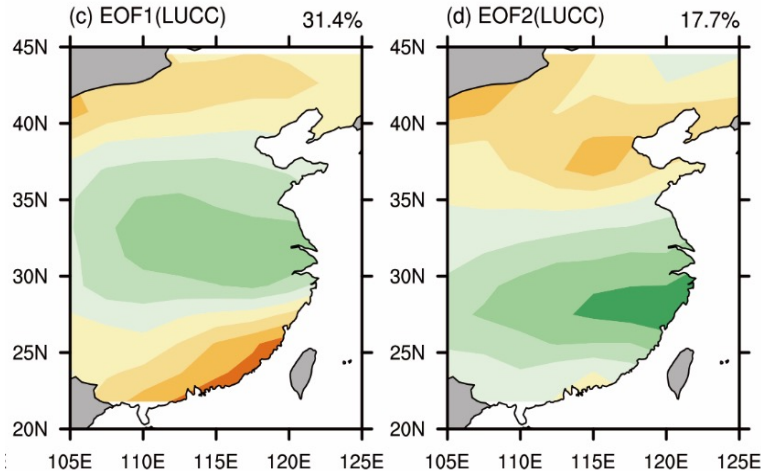 (c) EOF1(LUCC) 31.4% (d) EOF2(LUCC) 17.7%
45N 45N
40N 40N
35N 35N
30N 30N
25N 25N
20N 20N
105E 110E 115E 120E 125E 105E 110E 115E 120E 125E